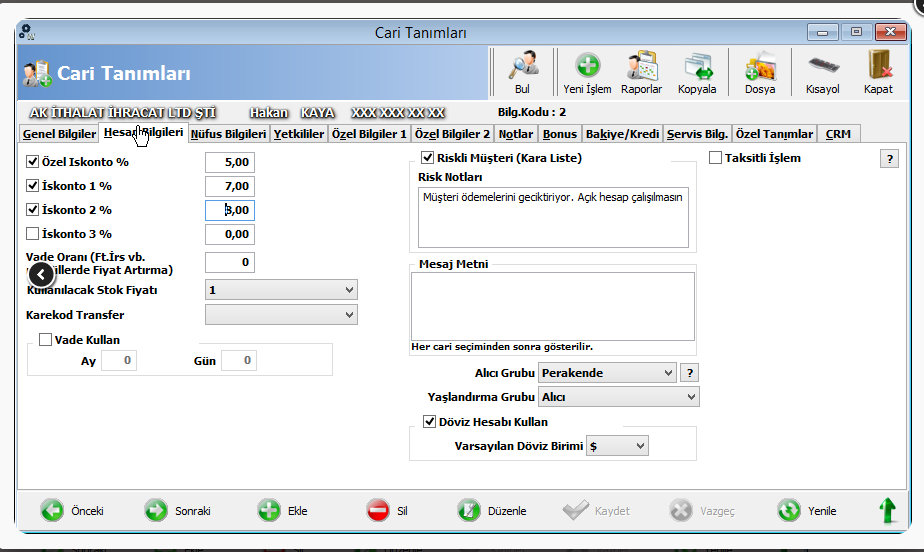 Cari Tanımları
Cari Tanımları
Bul
Yeni İşlem
Raporlar
Kopyala
Dosya
Kısayol
Kapat
AK İTHALAT İHRACAT LTD ŞTİ Hakan KAYA XXX XXX XX XX Bilg.Kodu : 2
Genel Bilgiler Hesap Bilgileri Nüfus Bilgileri Yetkililer Özel Bilgiler 1 Özel Bilgiler 2 Notlar Bonus Bakiye/Kredi Servis Bilg. Özel Tanımlar CRM
Özel Iskonto % 5,00
İskonto 1 % 7,00
İskonto 2 % 3,00
İskonto 3 % 0,00
Vade Oranı (Ft.İrs vb.
Fiyat Artırma) 0
Kullanılacak Stok Fiyatı 1
Karekod Transfer
Vade Kullan
Ay 0 Gün 0
Riskli Müşteri (Kara Liste)
Risk Notları
Müşteri ödemelerini geciktiriyor. Açık hesap çalışılmasın
Mesaj Metni
Her cari seçiminden sonra gösterilir.
Alıcı Grubu Perakende ?
Yaşlandırma Grubu Alıcı
Döviz Hesabı Kullan
Varsayılan Döviz Birimi $
Taksitli İşlem ?
Önceki
Sonraki
Ekle
Sil
Düzenle
Kaydet
Vazgeç
Yenile